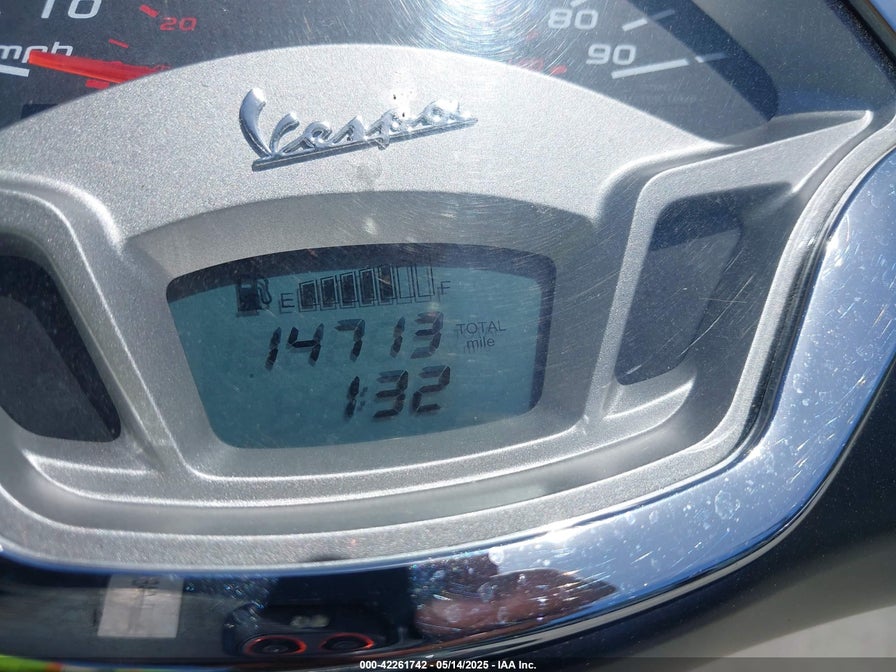 10
20
mph
80
90
Vespa
E F
14713 TOTAL mile
1:32
000-42261742 / 05/14/2025 - IAA Inc.